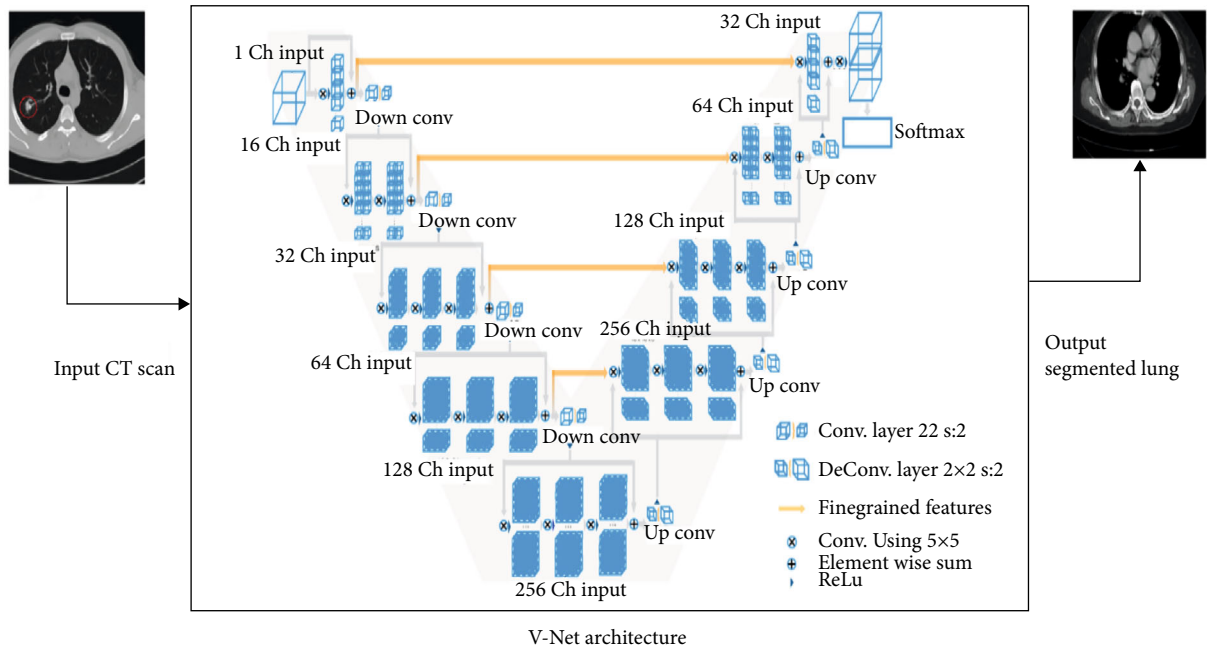 32 Ch input
1 Ch input
64 Ch input
Down conv
Softmax
16 Ch input
Up conv
Down conv
128 Ch input
32 Ch input
Up conv
Down conv
256 Ch input
64 Ch input
Input CT scan
Output
segmented lung
Up conv
Down conv
Conv. layer 22 s:2
128 Ch input
DeConv. layer 2×2 s:2
Finegrained features
Up conv
Conv. Using 5×5
Element wise sum
ReLu
256 Ch input
V-Net architecture